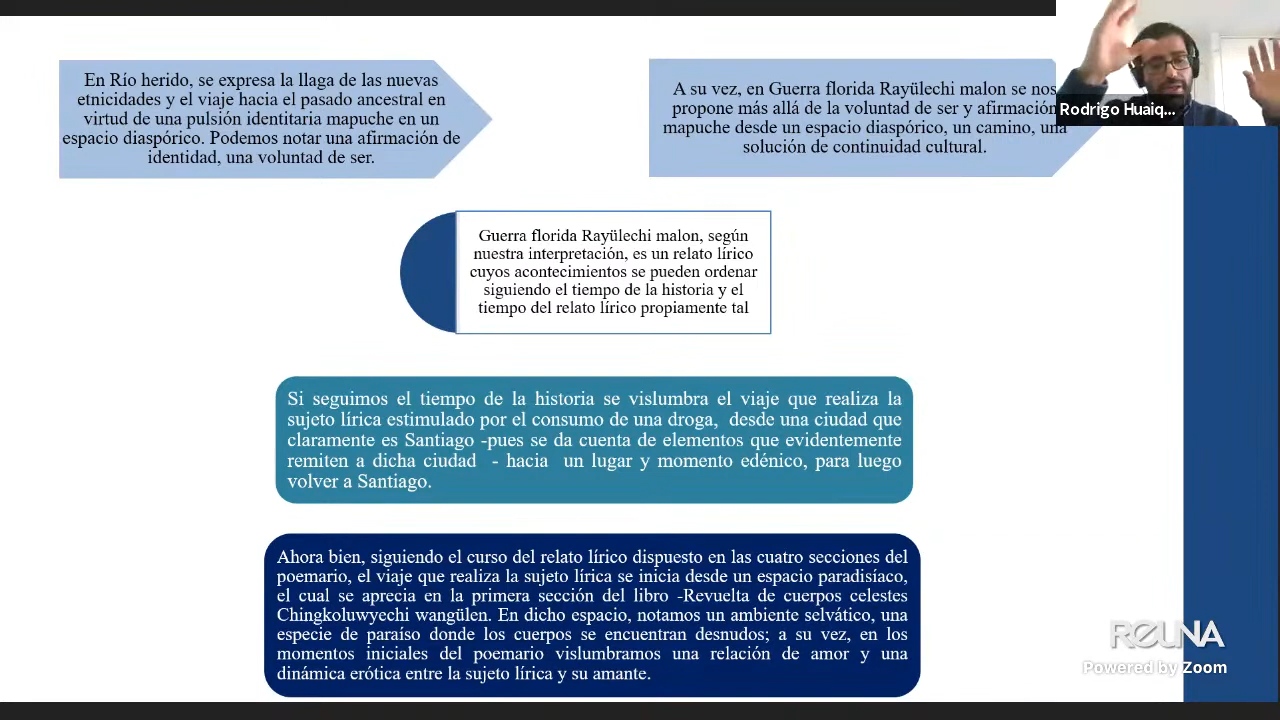 En Río herido, se expresa la llaga de las nuevas
etnicidades y el viaje hacia el pasado ancestral en
virtud de una pulsión identitaria mapuche en un
espacio diaspórico. Podemos notar una afirmación de
identidad, una voluntad de ser.
A su vez, en Guerra florida Rayülechi malon se nos
propone más allá de la voluntad de ser y afirmación
mapuche desde un espacio diaspórico, un camino, una
solución de continuidad cultural.
Rodrigo Huaiq...
Guerra florida Rayülechi malon, según
nuestra interpretación, es un relato lírico
cuyos acontecimientos se pueden ordenar
siguiendo el tiempo de la historia y el
tiempo del relato lírico propiamente tal
Si seguimos el tiempo de la historia se vislumbra el viaje que realiza la
sujeto lírica estimulado por el consumo de una droga, desde una ciudad que
claramente es Santiago -pues se da cuenta de elementos que evidentemente
remiten a dicha ciudad - hacia un lugar y momento edénico, para luego
volver a Santiago.
Ahora bien, siguiendo el curso del relato lírico dispuesto en las cuatro secciones del
poemario, el viaje que realiza la sujeto lírica se inicia desde un espacio paradisíaco,
el cual se aprecia en la primera sección del libro -Revuelta de cuerpos celestes
Chingkoluwyechi wangülen. En dicho espacio, notamos un ambiente selvático, una
especie de paraíso donde los cuerpos se encuentran desnudos; a su vez, en los
momentos iniciales del poemario vislumbramos una relación de amor y una
dinámica erótica entre la sujeto lírica y su amante.
REUNA
Powered by Zoom